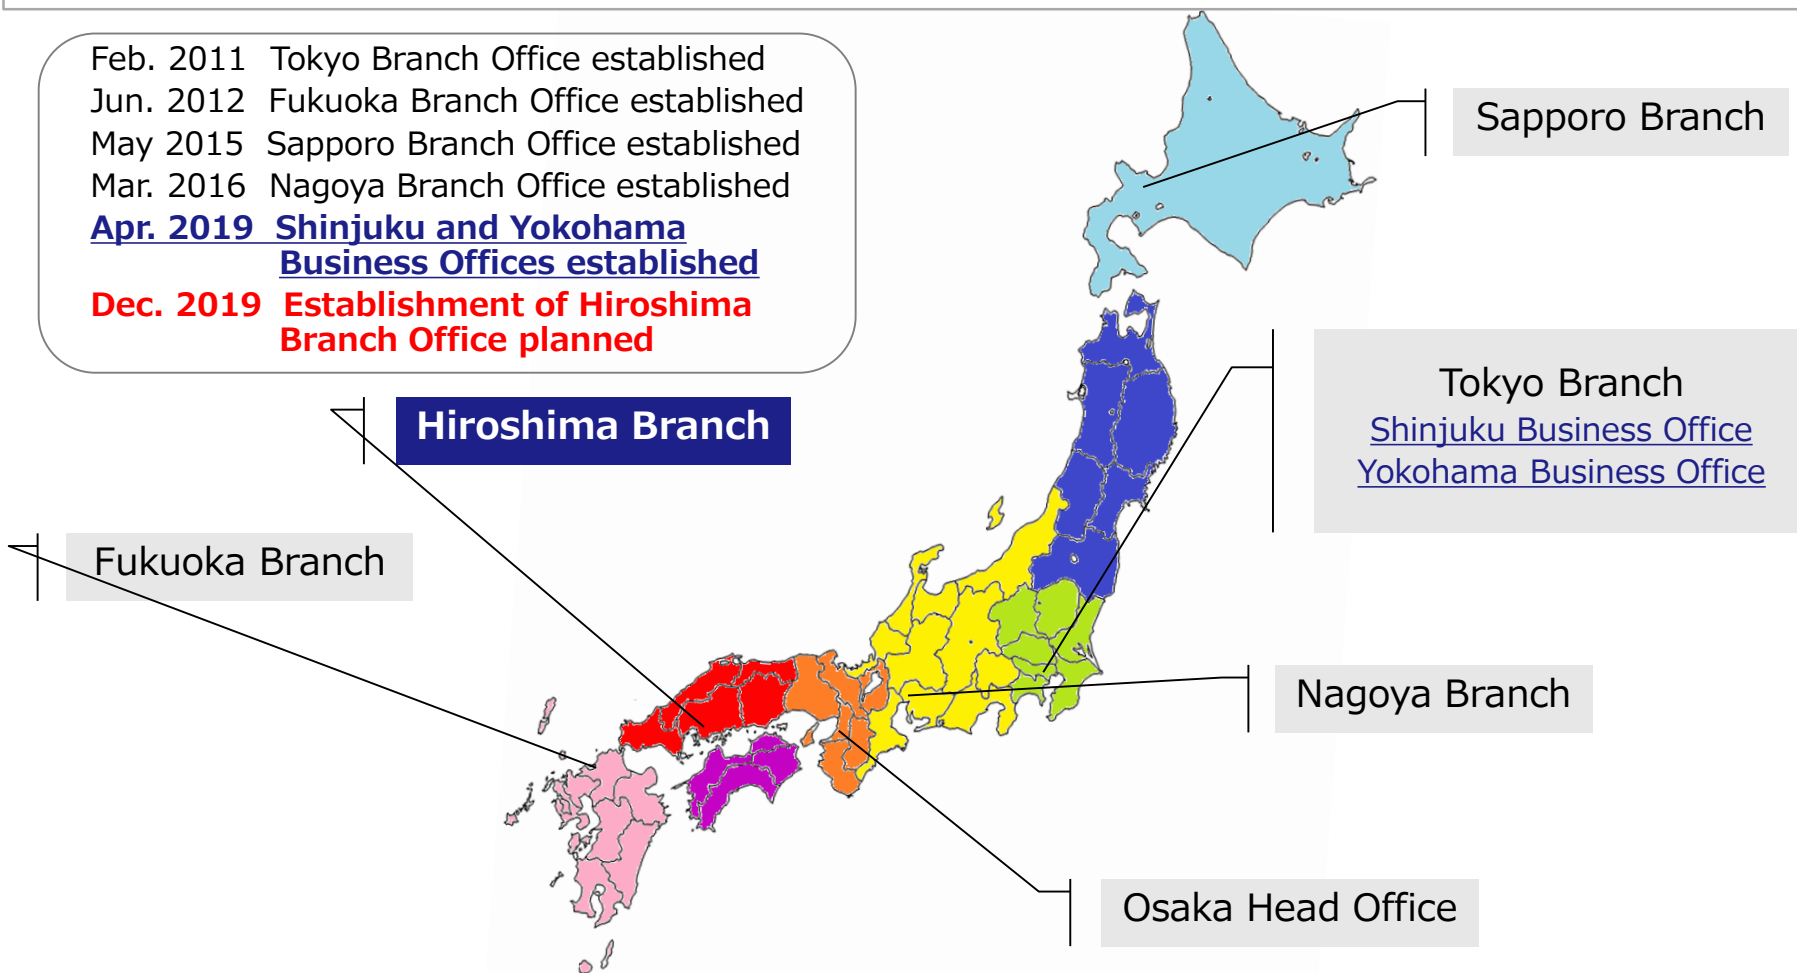 Feb. 2011 Tokyo Branch Office established
Jun. 2012 Fukuoka Branch Office established
May 2015 Sapporo Branch Office established
Mar. 2016 Nagoya Branch Office established
Apr. 2019 Shinjuku and Yokohama
Business Offices established
Dec. 2019 Establishment of Hiroshima
Branch Office planned
Sapporo Branch
Tokyo Branch
Shinjuku Business Office
Yokohama Business Office
Hiroshima Branch
Fukuoka Branch
Nagoya Branch
Osaka Head Office